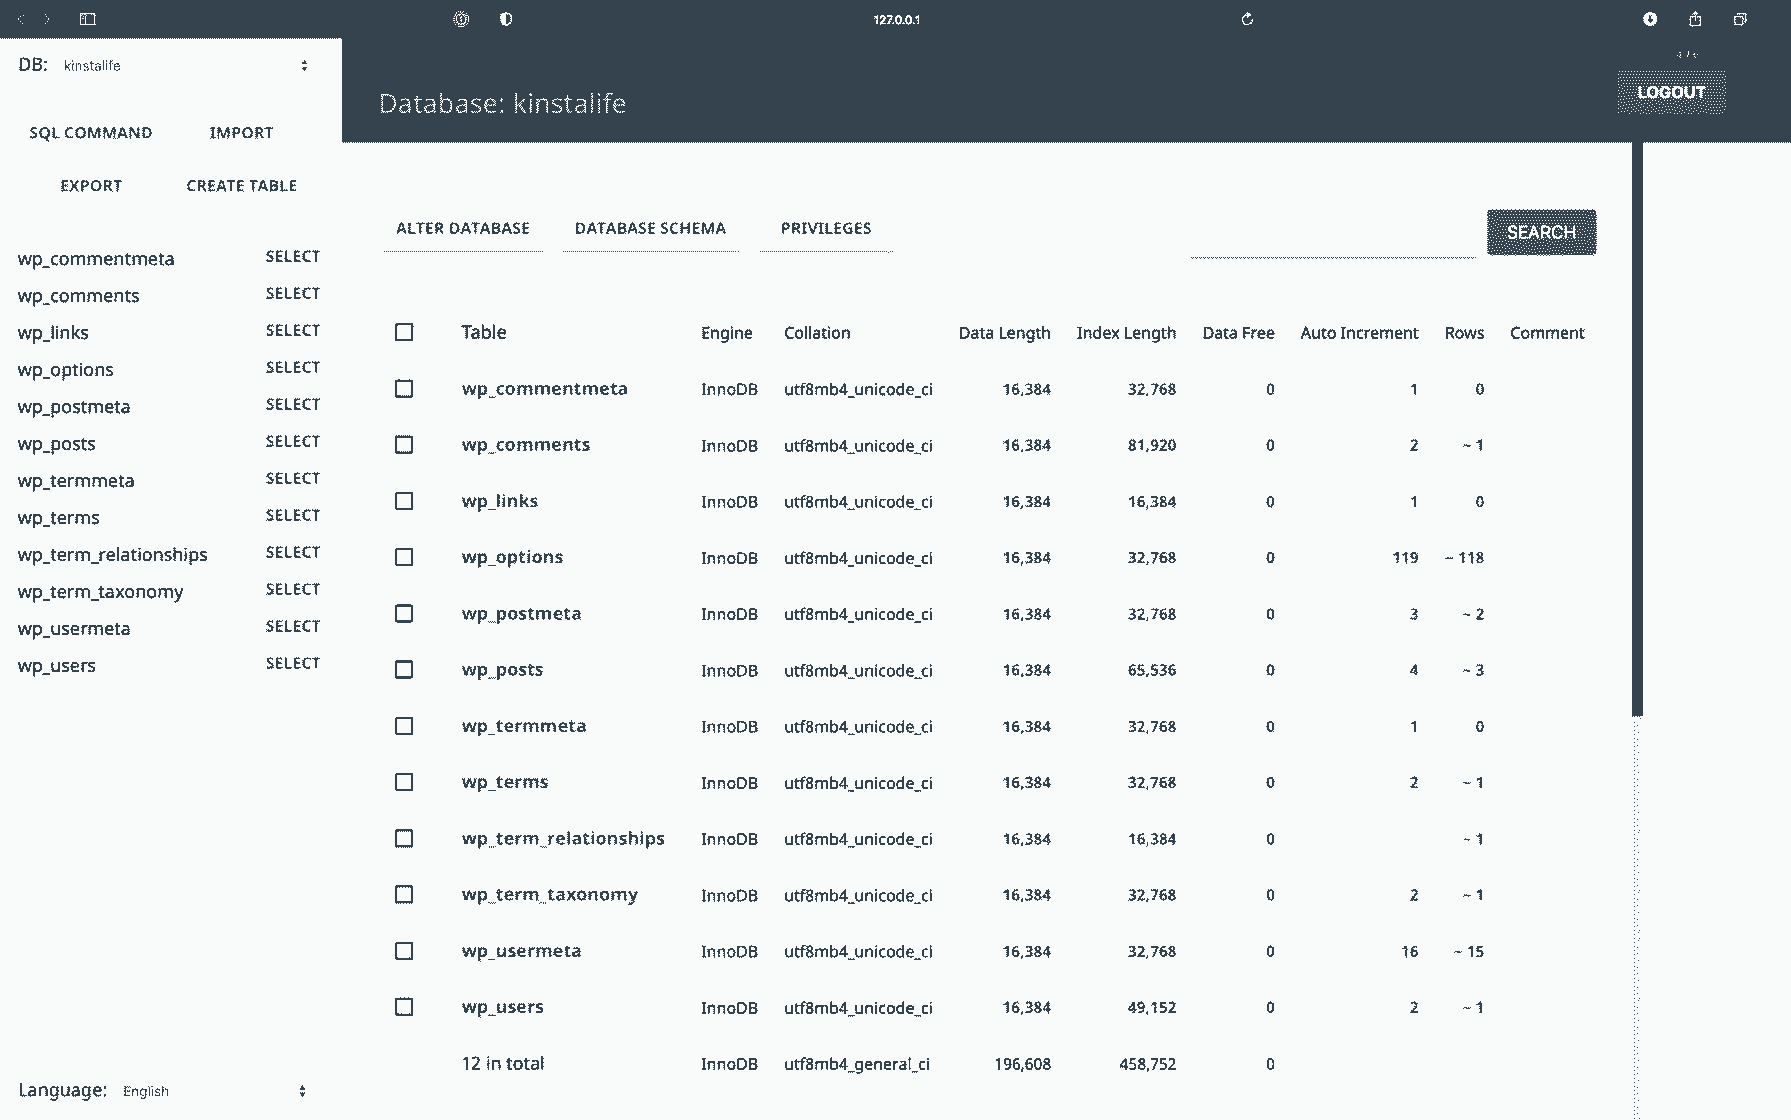 127.0.0.1
DB: kinstalife
Database: kinstalife
LOGOUT
SQL COMMAND IMPORT
EXPORT CREATE TABLE
wp_commentmeta SELECT
wp_comments SELECT
wp_links SELECT
wp_options SELECT
wp_postmeta SELECT
wp_posts SELECT
wp_termmeta SELECT
wp_terms SELECT
wp_term_relationships SELECT
wp_term_taxonomy SELECT
wp_usermeta SELECT
wp_users SELECT
Language: English
ALTER DATABASE DATABASE SCHEMA PRIVILEGES SEARCH
Table Engine Collation Data Length Index Length Data Free Auto Increment Rows Comment
wp_commentmeta InnoDB utf8mb4_unicode_ci 16,384 32,768 0 1 0
wp_comments InnoDB utf8mb4_unicode_ci 16,384 81,920 0 2 ~ 1
wp_links InnoDB utf8mb4_unicode_ci 16,384 16,384 0 1 0
wp_options InnoDB utf8mb4_unicode_ci 16,384 32,768 0 119 ~ 118
wp_postmeta InnoDB utf8mb4_unicode_ci 16,384 32,768 0 3 ~ 2
wp_posts InnoDB utf8mb4_unicode_ci 16,384 65,536 0 4 ~ 3
wp_termmeta InnoDB utf8mb4_unicode_ci 16,384 32,768 0 1 0
wp_terms InnoDB utf8mb4_unicode_ci 16,384 32,768 0 2 ~ 1
wp_term_relationships InnoDB utf8mb4_unicode_ci 16,384 16,384 0 ~ 1
wp_term_taxonomy InnoDB utf8mb4_unicode_ci 16,384 32,768 0 2 ~ 1
wp_usermeta InnoDB utf8mb4_unicode_ci 16,384 32,768 0 16 ~ 15
wp_users InnoDB utf8mb4_unicode_ci 16,384 49,152 0 2 ~ 1
12 in total InnoDB utf8mb4_general_ci 196,608 458,752 0